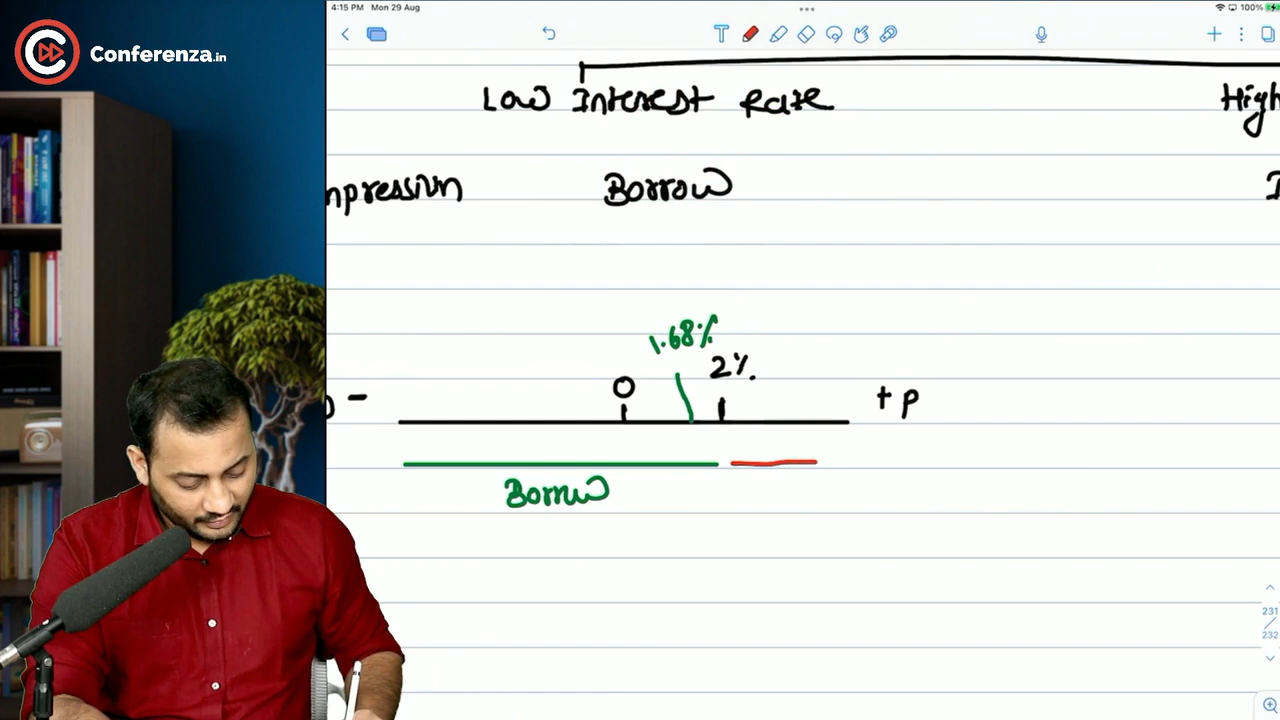 4:15 PM Mon 29 Aug
100%
Conferenza.in
T
Low Interest Rate
High
mpression
Borrow
I
1.68%
0
2%
-
+ P
Borrow
231
232